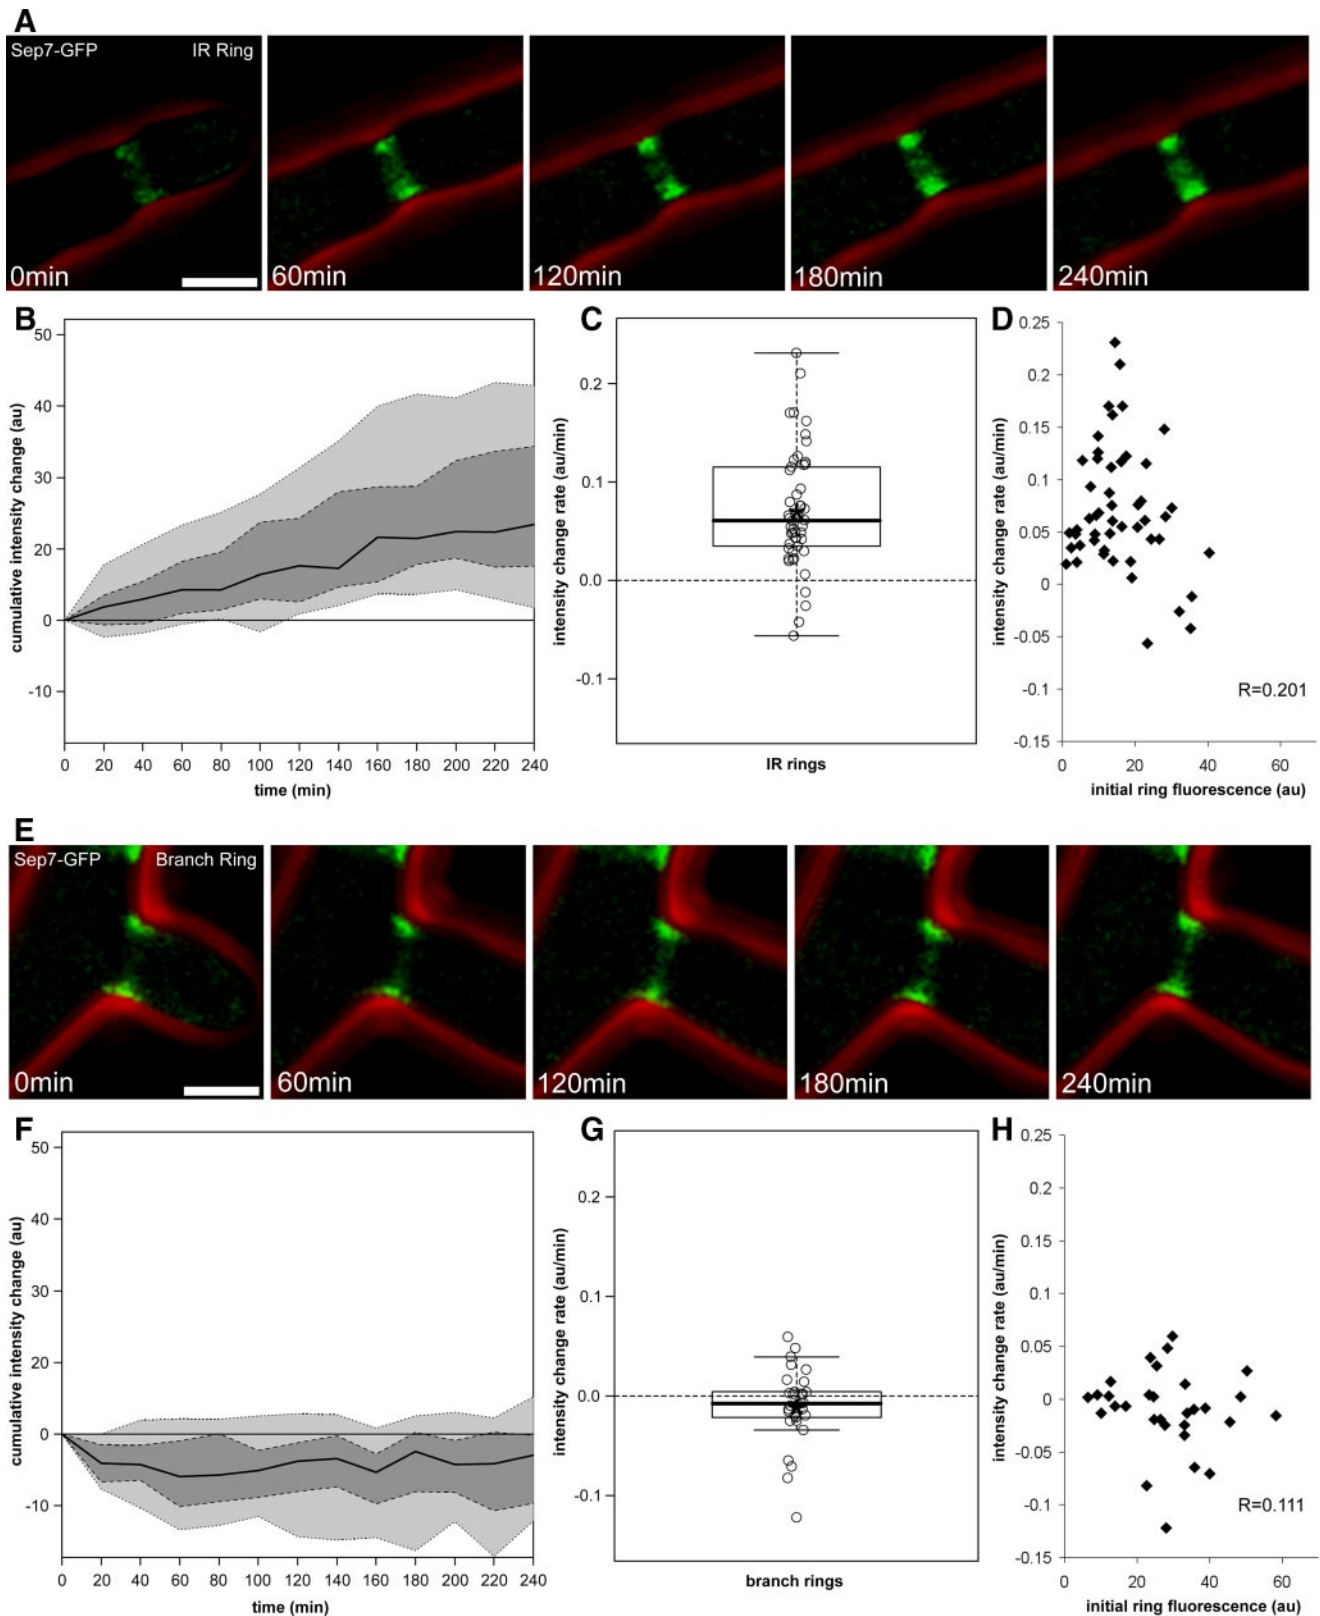 A
Sep7-GFP IR Ring
0min 60min 120min 180min 240min
B C D
50
40
30
20
10
0
-10
cumulative intensity change (au)
0 20 40 60 80 100 120 140 160 180 200 220 240
time (min)
0.2
0.1
0.0
-0.1
intensity change rate (au/min)
IR rings
0.25
0.2
0.15
0.1
0.05
0
-0.05
-0.1
-0.15
intensity change rate (au/min)
R=0.201
0 20 40 60
initial ring fluorescence (au)
E
Sep7-GFP Branch Ring
0min 60min 120min 180min 240min
F G H
50
40
30
20
10
0
-10
cumulative intensity change (au)
0 20 40 60 80 100 120 140 160 180 200 220 240
time (min)
0.2
0.1
0.0
-0.1
intensity change rate (au/min)
branch rings
0.25
0.2
0.15
0.1
0.05
0
-0.05
-0.1
-0.15
intensity change rate (au/min)
R=0.111
0 20 40 60
initial ring fluorescence (au)